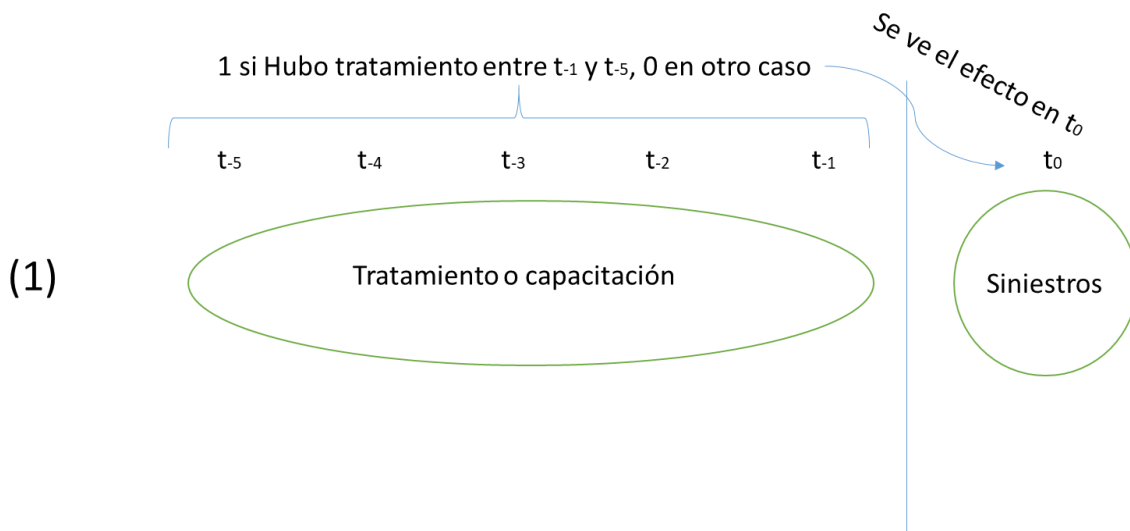 Se ve el efecto en t₀
1 si Hubo tratamiento entre t₋₁ y t₋₅, 0 en otro caso
t₋₅ t₋₄ t₋₃ t₋₂ t₋₁ t₀
(1) Tratamiento o capacitación Siniestros